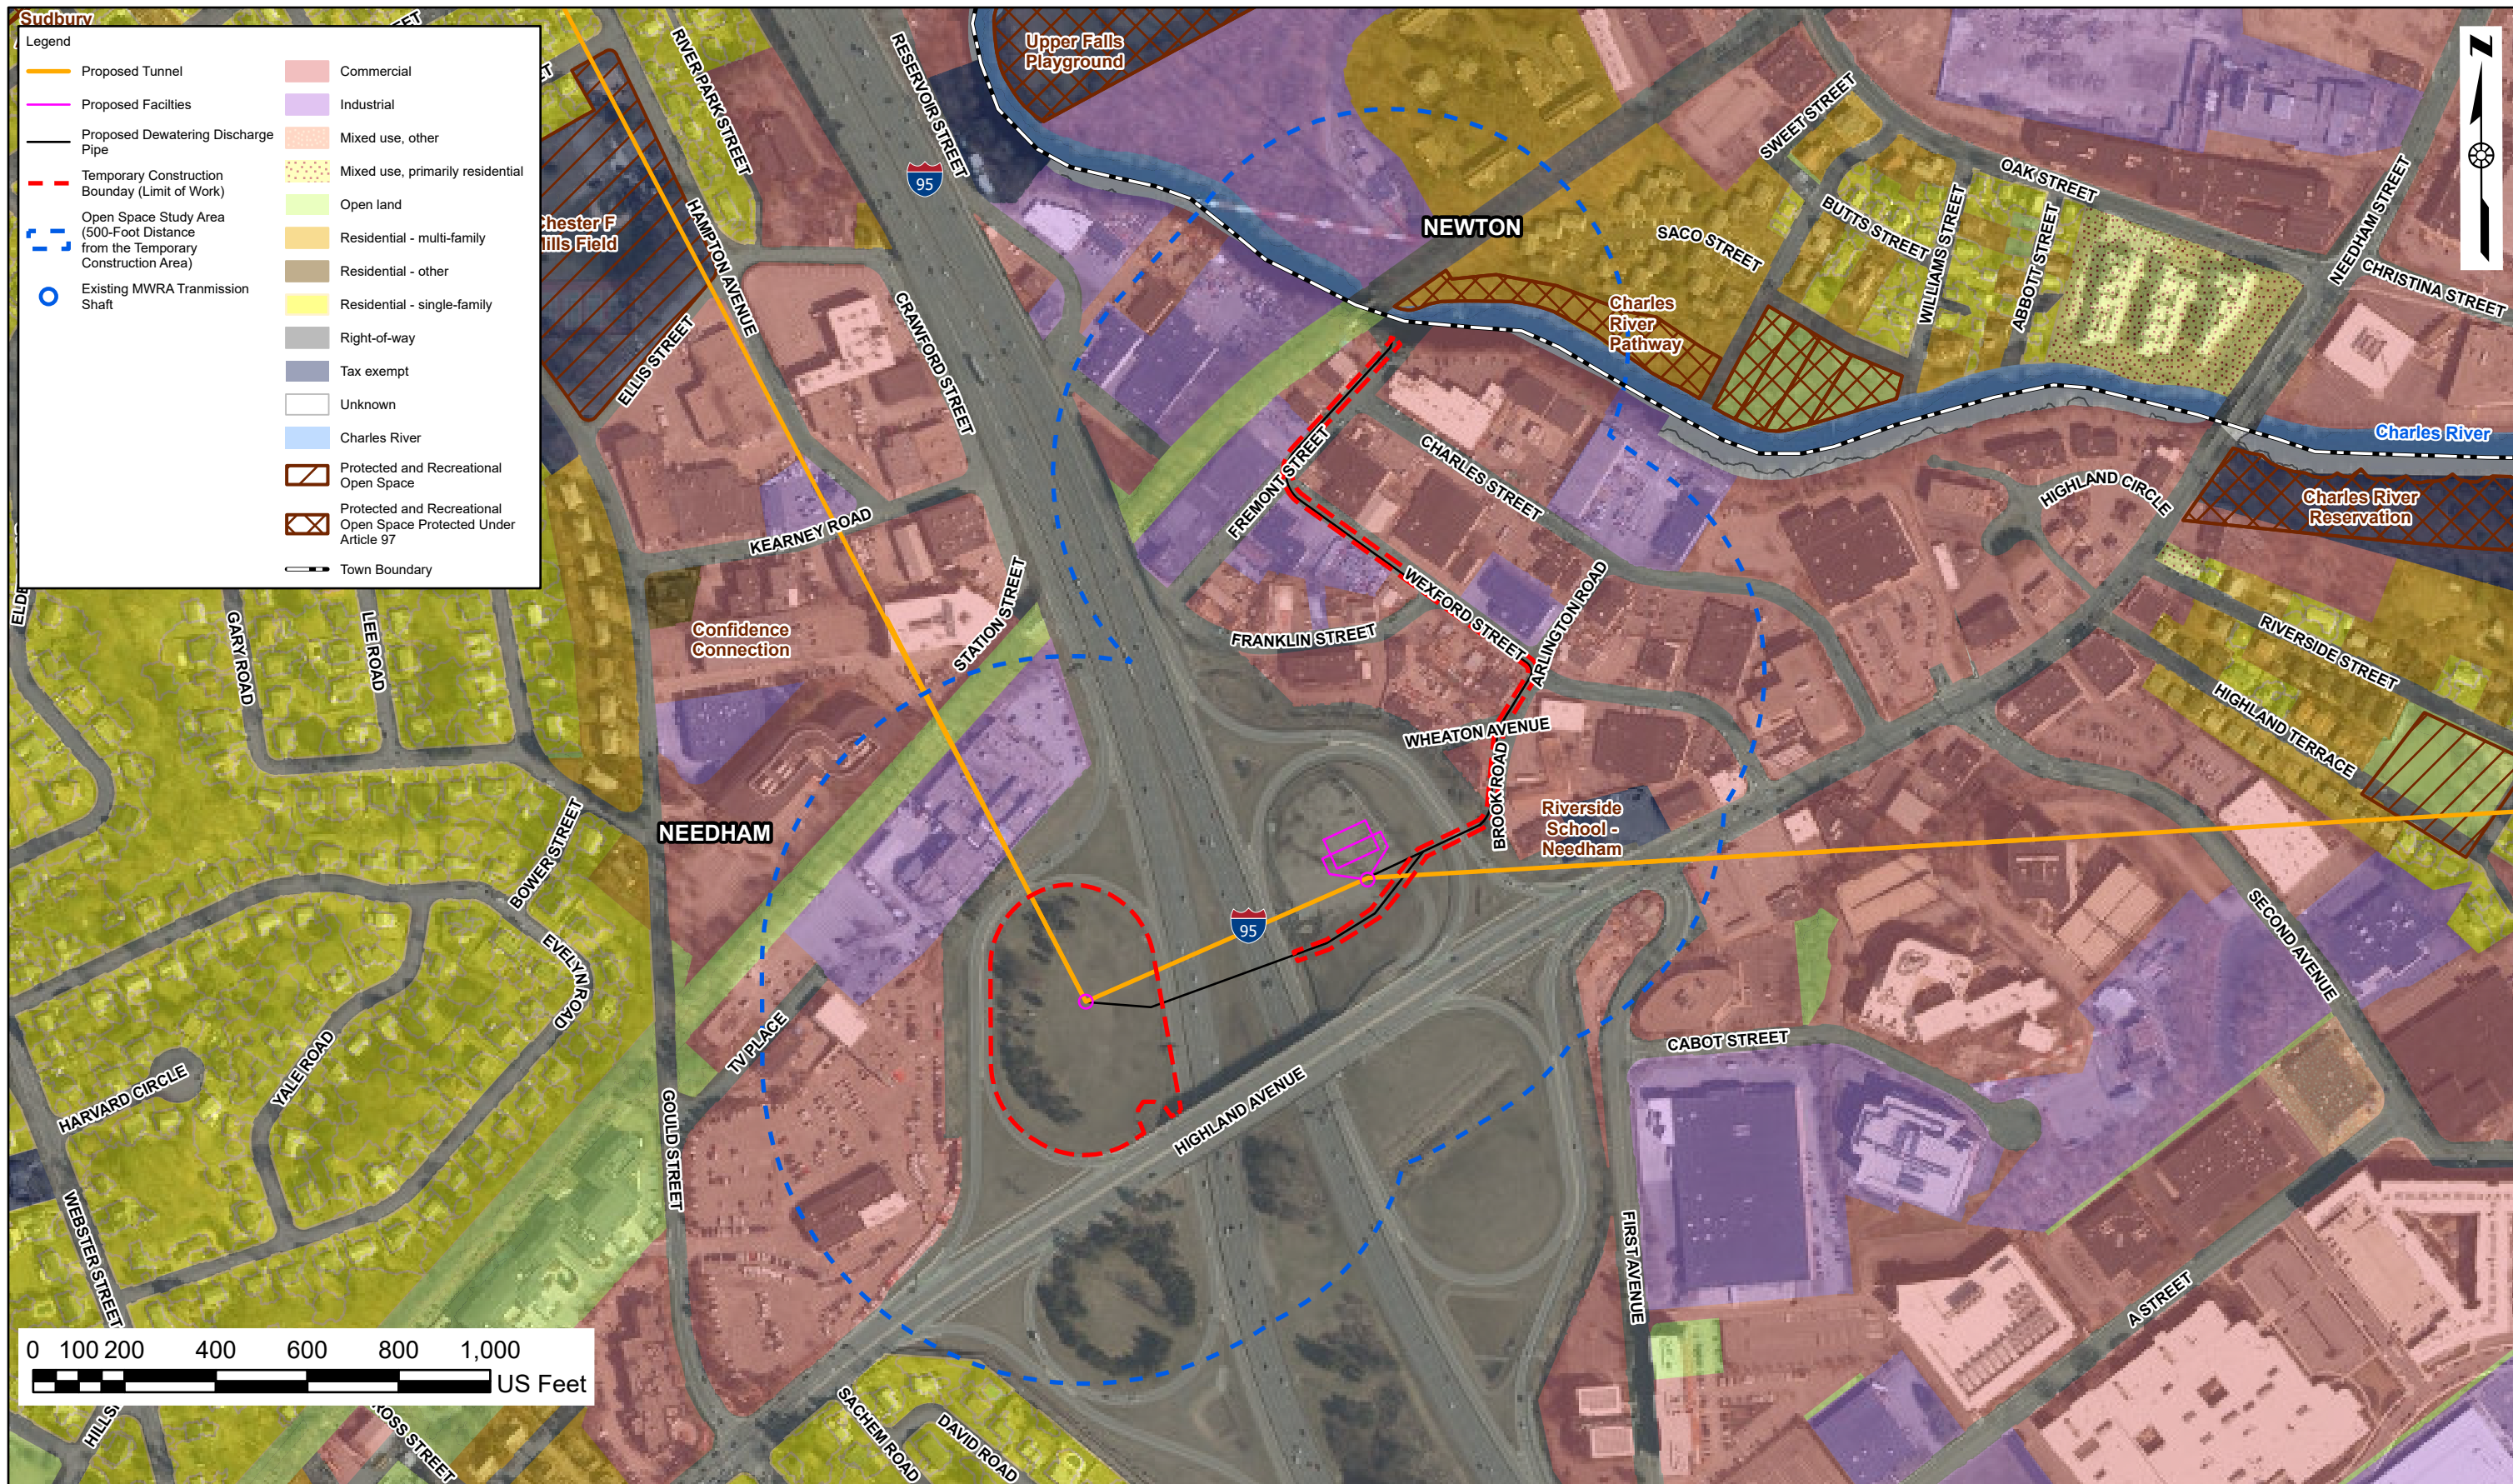 Sudbury
Legend
Proposed Tunnel
Proposed Facilties
Proposed Dewatering Discharge
Pipe
Temporary Construction
Bounday (Limit of Work)
Open Space Study Area
(500-Foot Distance
from the Temporary
Construction Area)
Existing MWRA Tranmission
Shaft
Commercial
Industrial
Mixed use, other
Mixed use, primarily residential
Open land
Residential - multi-family
Residential - other
Residential - single-family
Right-of-way
Tax exempt
Unknown
Charles River
Protected and Recreational
Open Space
Protected and Recreational
Open Space Protected Under
Article 97
Town Boundary
RIVER PARK STREET
RESERVOIR STREET
95
Upper Falls
Playground
SWEET STREET
OAK STREET
NEEDHAM STREET
N
Chester F
Mills Field
HAMPTON AVENUE
NEWTON
SACO STREET
BUTTS STREET
WILLIAMS STREET
ABBOTT STREET
CHRISTINA STREET
ELLIS STREET
CRAWFORD STREET
Charles
River
Pathway
Charles River
KEARNEY ROAD
FREMONT STREET
CHARLES STREET
HIGHLAND CIRCLE
Charles River
Reservation
GARY ROAD
LEE ROAD
Confidence
Connection
STATION STREET
FRANKLIN STREET
WEXFORD STREET
ARLINGTON ROAD
RIVERSIDE STREET
HIGHLAND TERRACE
WHEATON AVENUE
BROOK ROAD
NEEDHAM
Riverside
School -
Needham
BOWER STREET
95
EVELYN ROAD
SECOND AVENUE
HARVARD CIRCLE
YALE ROAD
TV PLACE
GOULD STREET
HIGHLAND AVENUE
CABOT STREET
WEBSTER STREET
FIRST AVENUE
A STREET
0 100 200 400 600 800 1,000
US Feet
SACHEM ROAD
DAVID ROAD